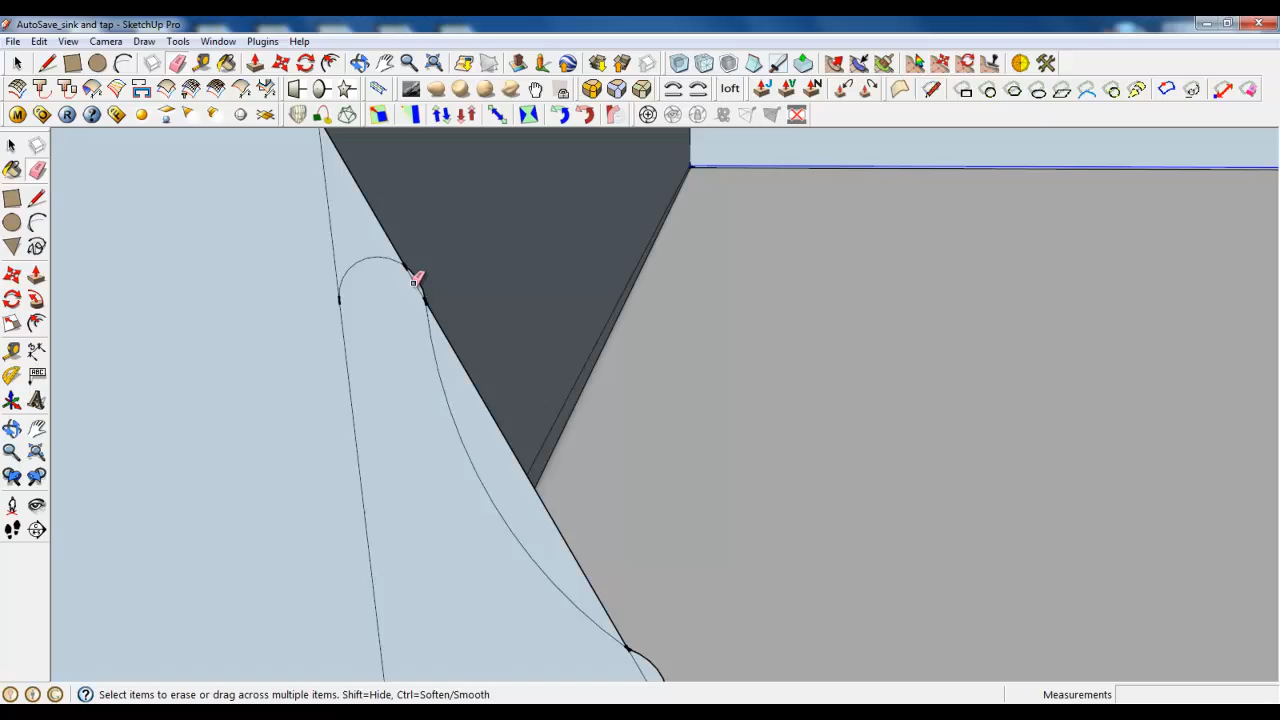 AutoSave_sink and tap - SketchUp Pro
File Edit View Camera Draw Tools Window Plugins Help
loft
M R
ABC
Select items to erase or drag across multiple items. Shift=Hide, Ctrl=Soften/Smooth
Measurements